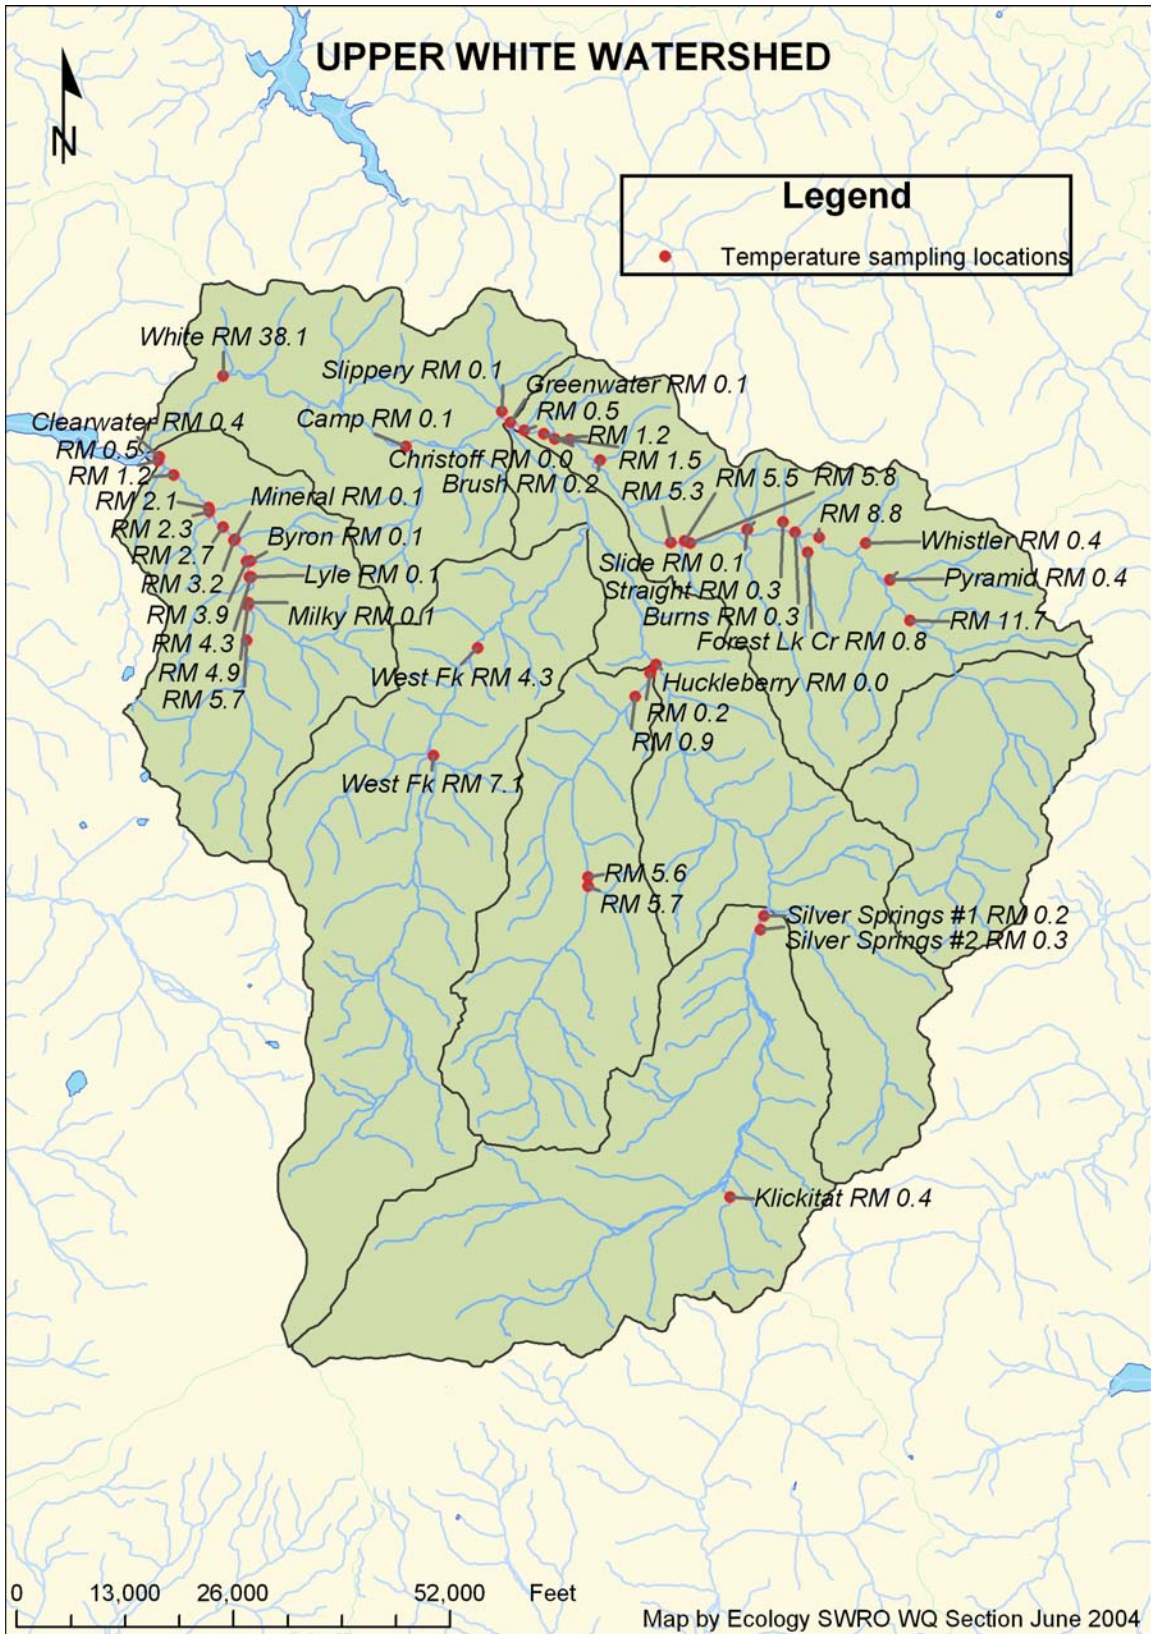 UPPER WHITE WATERSHED
N
Legend
Temperature sampling locations
White RM 38.1
Slippery RM 0.1
Greenwater RM 0.1
Clearwater RM 0.4
Camp RM 0.1
RM 0.5
RM 0.5
RM 1.2
Christoff RM 0.0
RM 1.5
RM 1.2
Brush RM 0.2
RM 5.5
RM 5.8
RM 5.3
RM 2.1
Mineral RM 0.1
RM 8.8
RM 2.3
Byron RM 0.1
Whistler RM 0.4
RM 2.7
Slide RM 0.1
Lyle RM 0.1
Pyramid RM 0.4
RM 3.2
Straight RM 0.3
RM 3.9
Milky RM 0.1
Burns RM 0.3
RM 11.7
RM 4.3
Forest Lk Cr RM 0.8
RM 4.9
West Fk RM 4.3
Huckleberry RM 0.0
RM 5.7
RM 0.2
RM 0.9
West Fk RM 7.1
RM 5.6
RM 5.7
Silver Springs #1 RM 0.2
Silver Springs #2 RM 0.3
Klickitat RM 0.4
0 13,000 26,000 52,000 Feet
Map by Ecology SWRO WQ Section June 2004